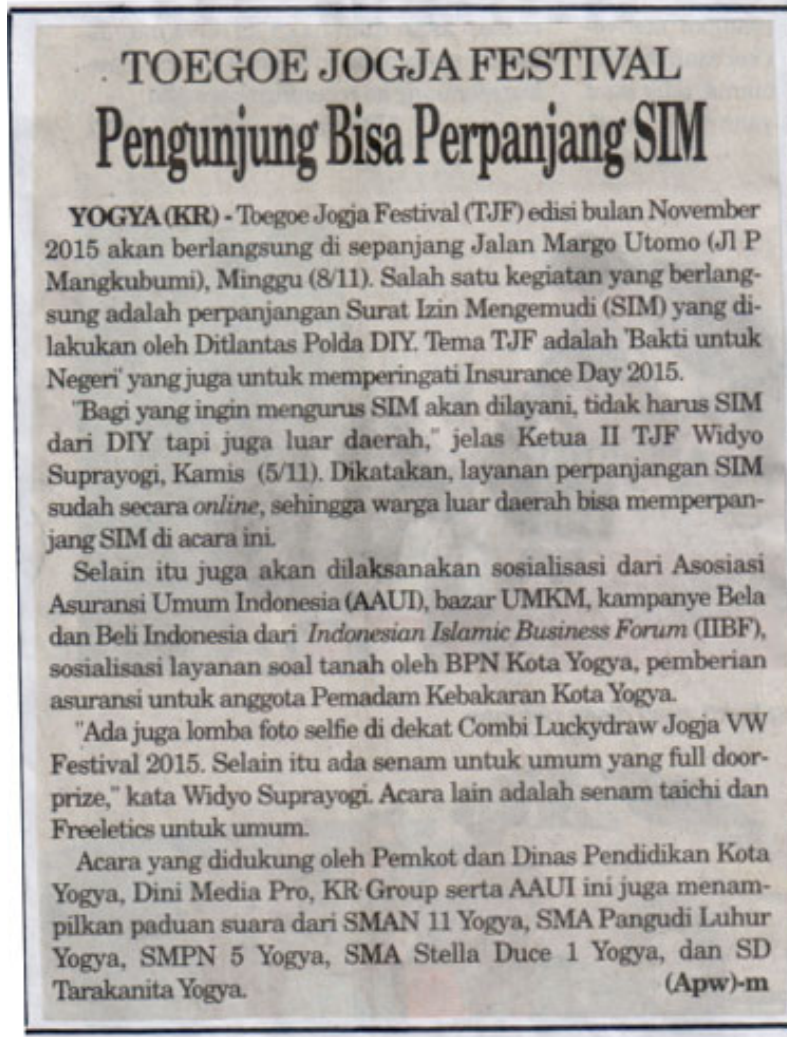 TOEGOE JOGJA FESTIVAL
Pengunjung Bisa Perpanjang SIM
YOGYA (KR) - Toegoe Jogja Festival (TJF) edisi bulan November
2015 akan berlangsung di sepanjang Jalan Margo Utomo (Jl P
Mangkubumi), Minggu (8/11). Salah satu kegiatan yang berlang-
sung adalah perpanjangan Surat Izin Mengemudi (SIM) yang di-
lakukan oleh Ditlantas Polda DIY. Tema TJF adalah 'Bakti untuk
Negeri' yang juga untuk memperingati Insurance Day 2015.
"Bagi yang ingin mengurus SIM akan dilayani, tidak harus SIM
dari DIY tapi juga luar daerah," jelas Ketua II TJF Widyo
Suprayogi, Kamis (5/11). Dikatakan, layanan perpanjangan SIM
sudah secara online, sehingga warga luar daerah bisa memperpan-
jang SIM di acara ini.
Selain itu juga akan dilaksanakan sosialisasi dari Asosiasi
Asuransi Umum Indonesia (AAUI), bazar UMKM, kampanye Bela
dan Beli Indonesia dari Indonesian Islamic Business Forum (IIBF),
sosialisasi layanan soal tanah oleh BPN Kota Yogya, pemberian
asuransi untuk anggota Pemadam Kebakaran Kota Yogya.
"Ada juga lomba foto selfie di dekat Combi Luckydraw Jogja VW
Festival 2015. Selain itu ada senam untuk umum yang full door-
prize," kata Widyo Suprayogi. Acara lain adalah senam taichi dan
Freeletics untuk umum.
Acara yang didukung oleh Pemkot dan Dinas Pendidikan Kota
Yogya, Dini Media Pro, KR Group serta AAUI ini juga menam-
pilkan paduan suara dari SMAN 11 Yogya, SMA Pangudi Luhur
Yogya, SMPN 5 Yogya, SMA Stella Duce 1 Yogya, dan SD
Tarakanita Yogya. (Apw)-m